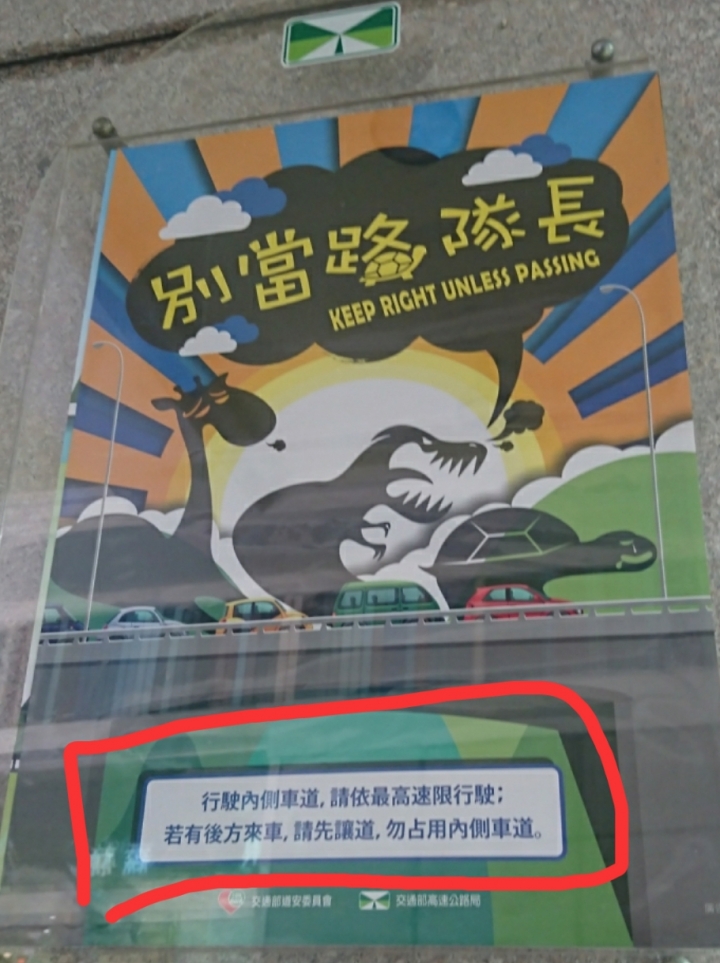 別當路隊長
KEEP RIGHT UNLESS PASSING
行駛內側車道, 請依最高速限行駛;
若有後方來車, 請先讓道, 勿占用內側車道。
交通部道安委員會 交通部高速公路局